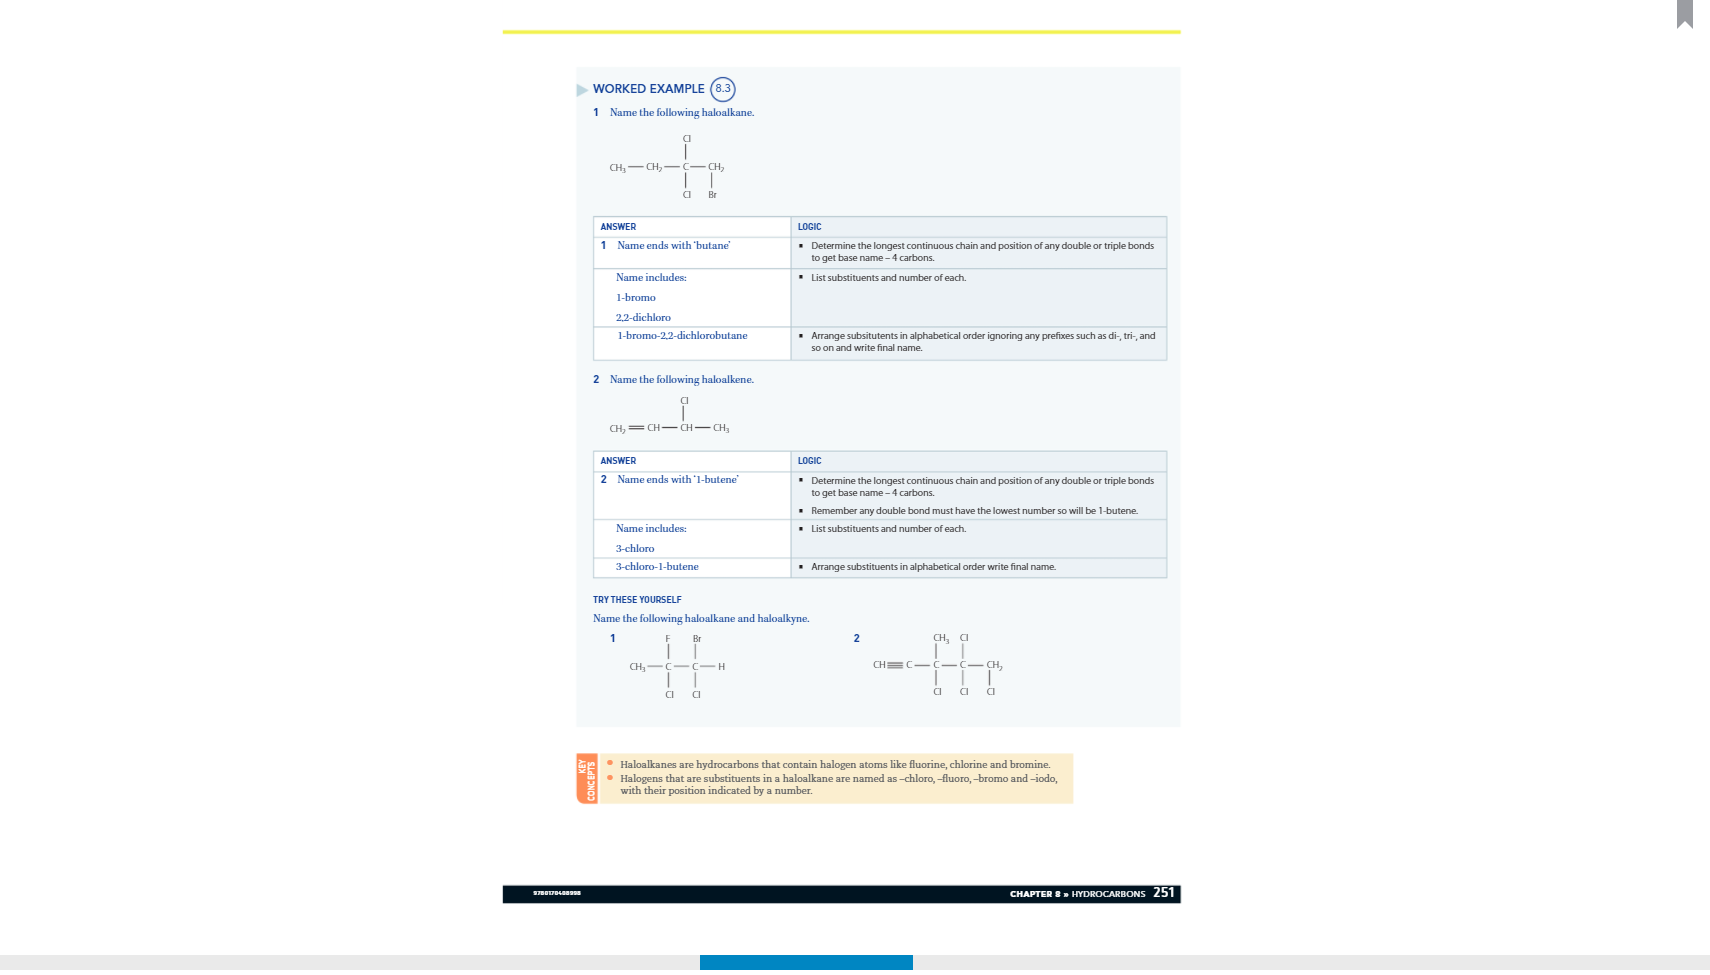 WORKED EXAMPLE 8.3
1 Name the following haloalkane.
Cl
CH₃ — CH₂ — C — CH₂
Cl Br
ANSWER LOGIC
1 Name ends with ‘butane’ ▪ Determine the longest continuous chain and position of any double or triple bonds
to get base name – 4 carbons.
Name includes: ▪ List substituents and number of each.
1-bromo
2,2-dichloro
1-bromo-2,2-dichlorobutane ▪ Arrange subsitutents in alphabetical order ignoring any prefixes such as di-, tri-, and
so on and write final name.
2 Name the following haloalkene.
Cl
CH₂ = CH — CH — CH₃
ANSWER LOGIC
2 Name ends with ‘1-butene’ ▪ Determine the longest continuous chain and position of any double or triple bonds
to get base name – 4 carbons.
▪ Remember any double bond must have the lowest number so will be 1-butene.
Name includes: ▪ List substituents and number of each.
3-chloro
3-chloro-1-butene ▪ Arrange substituents in alphabetical order write final name.
TRY THESE YOURSELF
Name the following haloalkane and haloalkyne.
1 F Br
CH₃ — C — C — H
Cl Cl
2 CH₃ Cl
CH ≡ C — C — C — CH₂
Cl Cl Cl
KEY
CONCEPTS
• Haloalkanes are hydrocarbons that contain halogen atoms like fluorine, chlorine and bromine.
• Halogens that are substituents in a haloalkane are named as –chloro, –fluoro, –bromo and –iodo,
with their position indicated by a number.
9780170408998 CHAPTER 8 » HYDROCARBONS 251